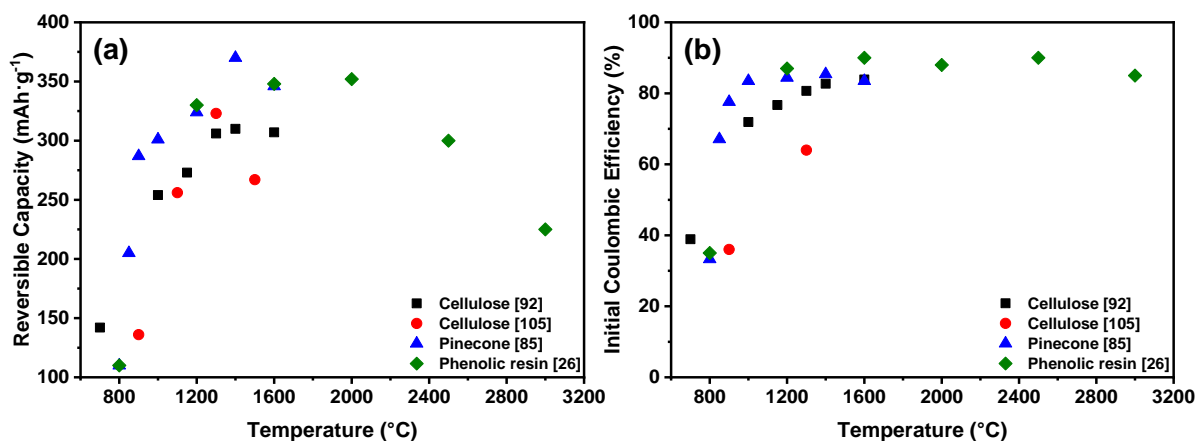 (a)
Reversible Capacity (mAh·g⁻¹)
400
350
300
250
200
150
100
800 1200 1600 2000 2400 2800 3200
Temperature (°C)
Cellulose [92]
Cellulose [105]
Pinecone [85]
Phenolic resin [26]
(b)
Initial Coulombic Efficiency (%)
100
80
60
40
20
0
800 1200 1600 2000 2400 2800 3200
Temperature (°C)
Cellulose [92]
Cellulose [105]
Pinecone [85]
Phenolic resin [26]